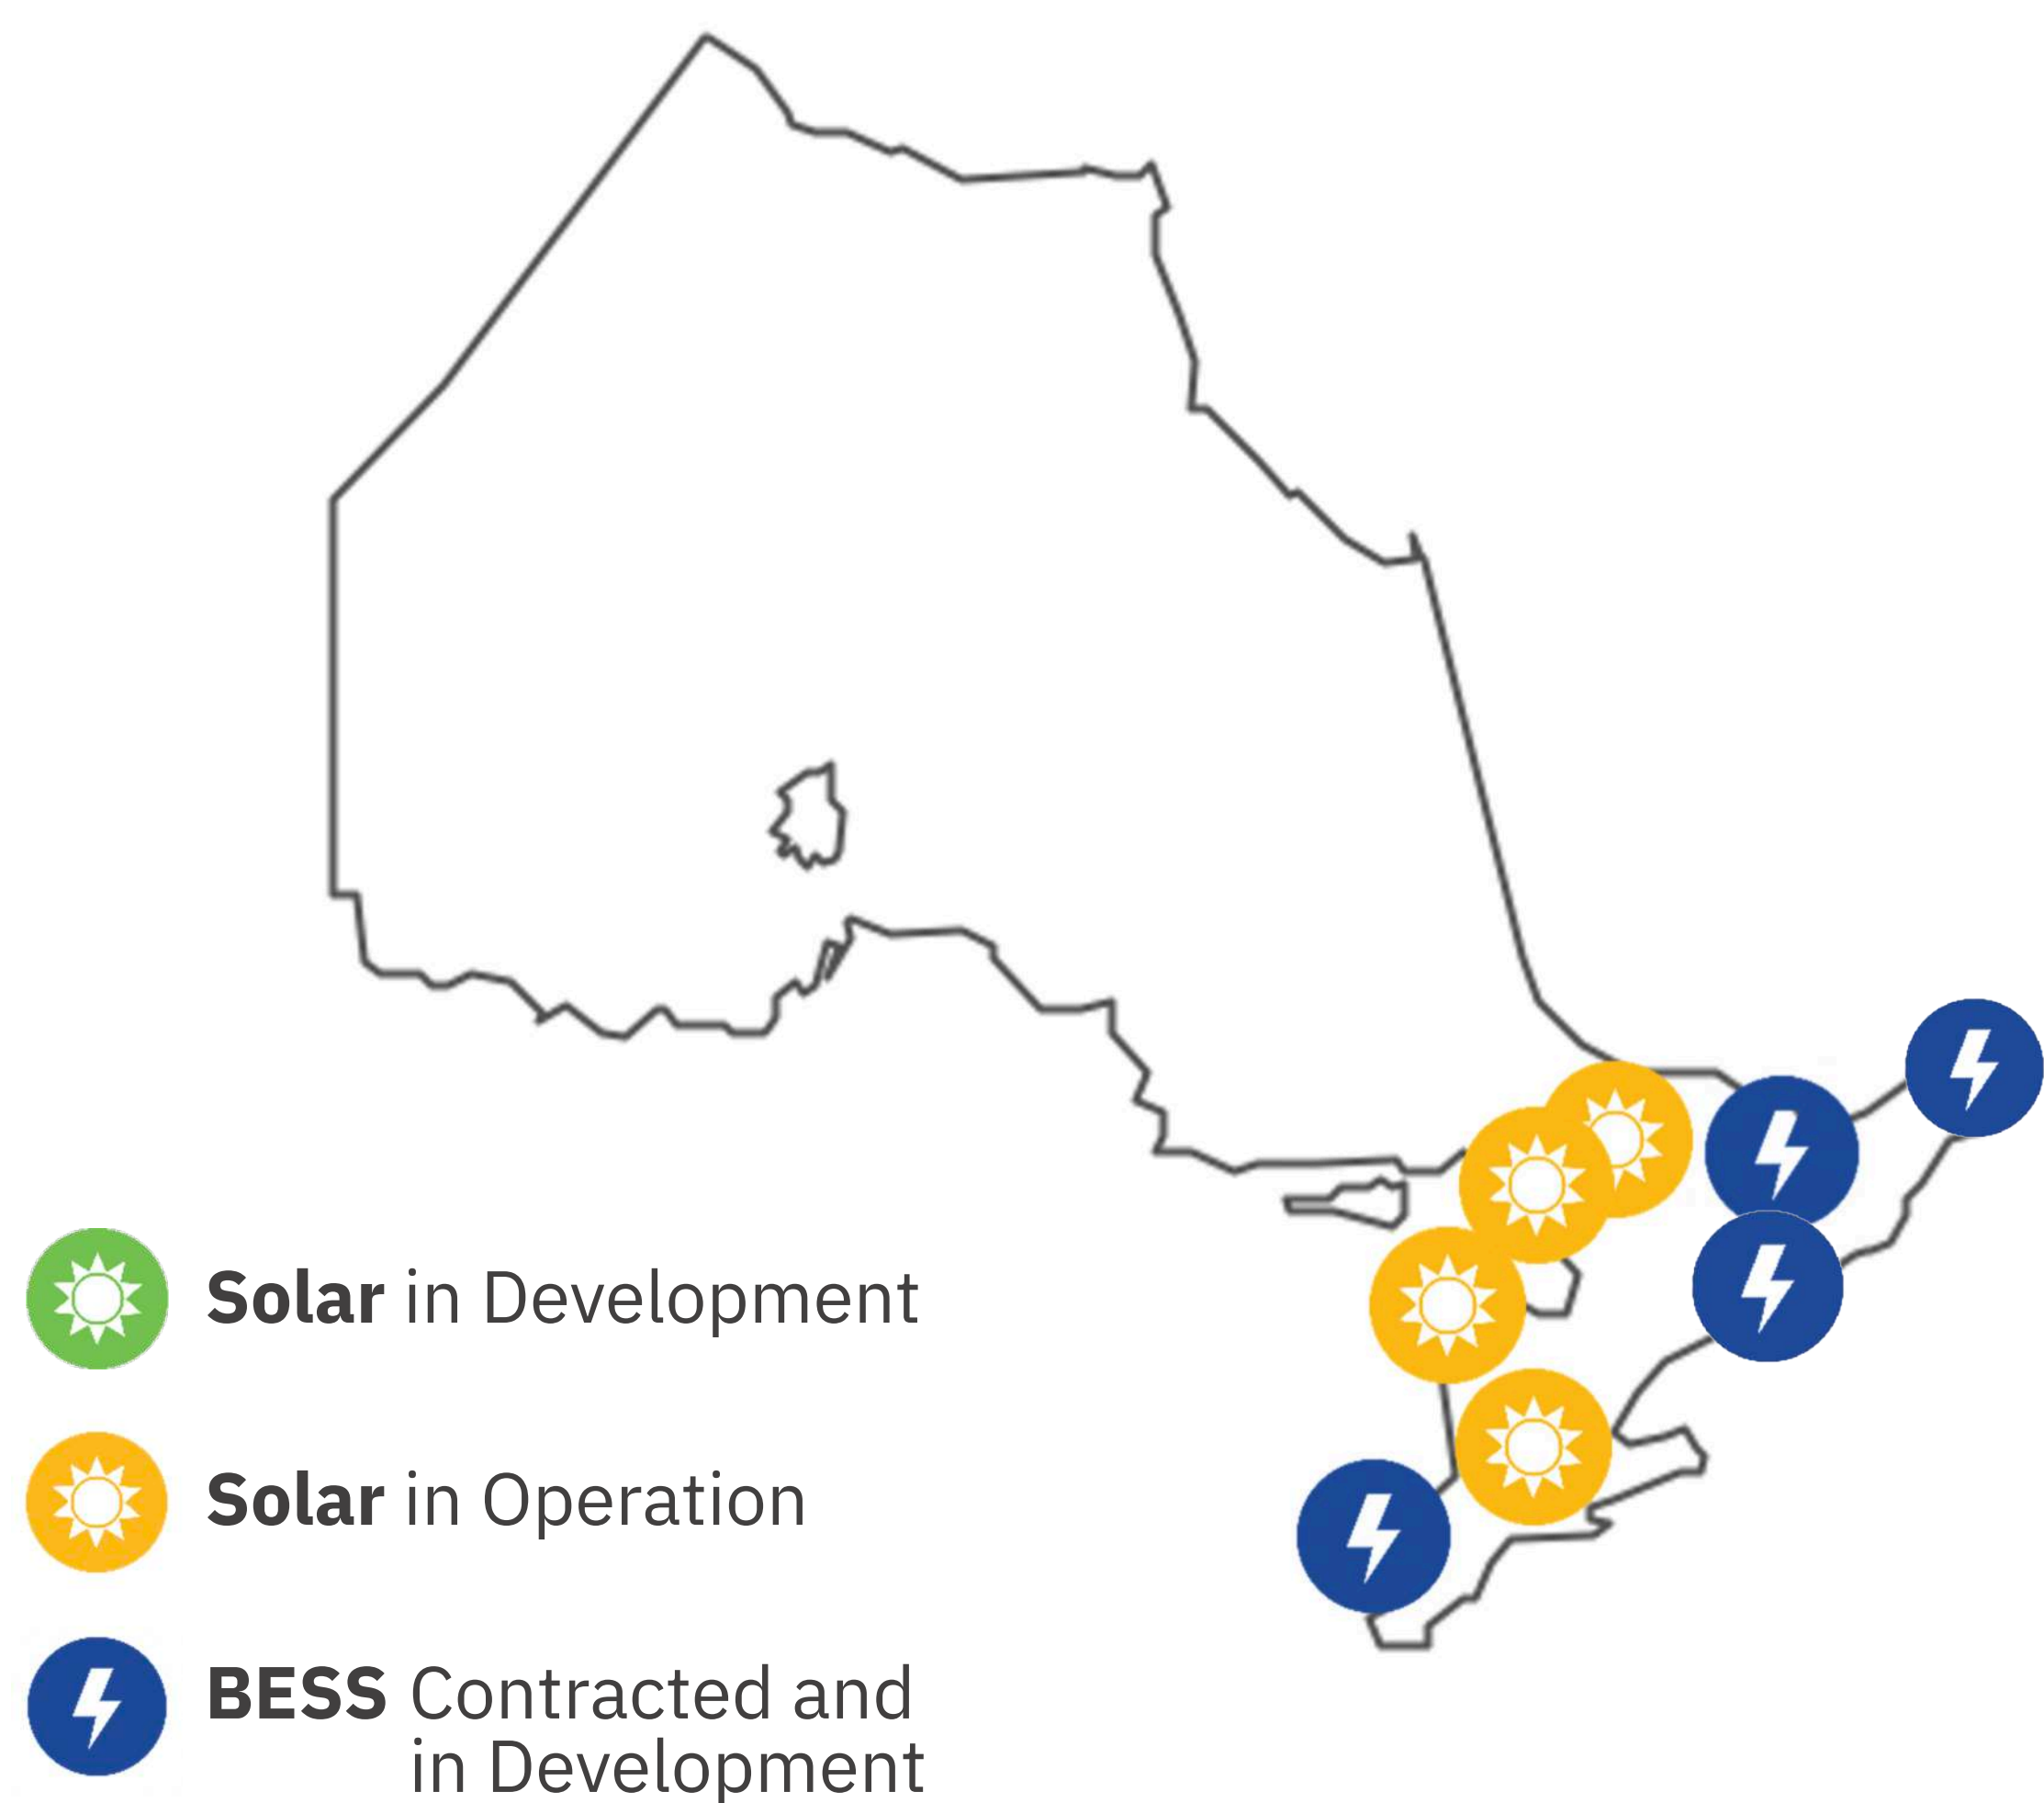 Solar in Development
Solar in Operation
BESS Contracted and
in Development